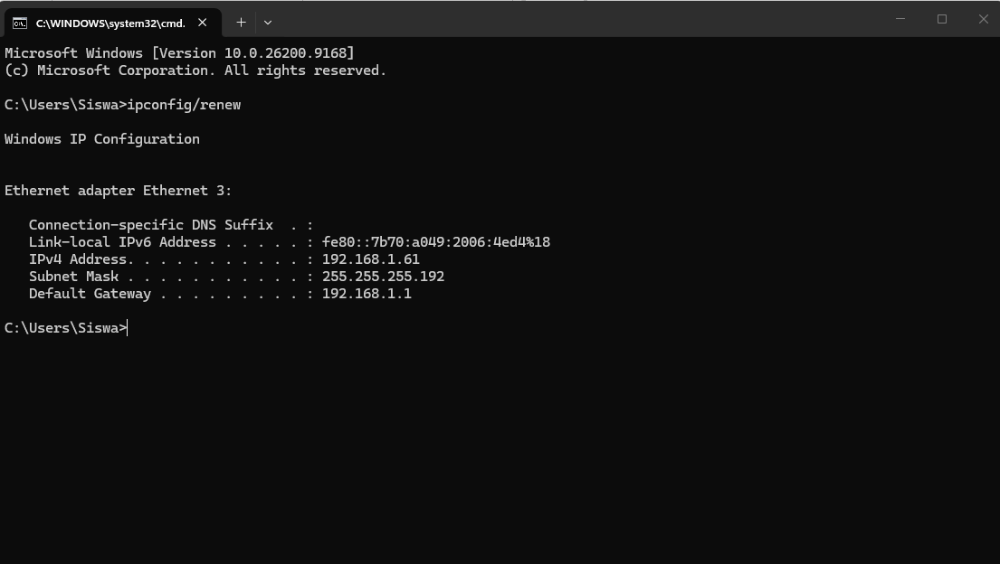 C:\WINDOWS\system32\cmd.
Microsoft Windows [Version 10.0.26200.9168]
(c) Microsoft Corporation. All rights reserved.
C:\Users\Siswa>ipconfig/renew
Windows IP Configuration
Ethernet adapter Ethernet 3:
   Connection-specific DNS Suffix  . :
   Link-local IPv6 Address . . . . . : fe80::7b70:a049:2006:4ed4%18
   IPv4 Address. . . . . . . . . . . : 192.168.1.61
   Subnet Mask . . . . . . . . . . . : 255.255.255.192
   Default Gateway . . . . . . . . . : 192.168.1.1
C:\Users\Siswa>